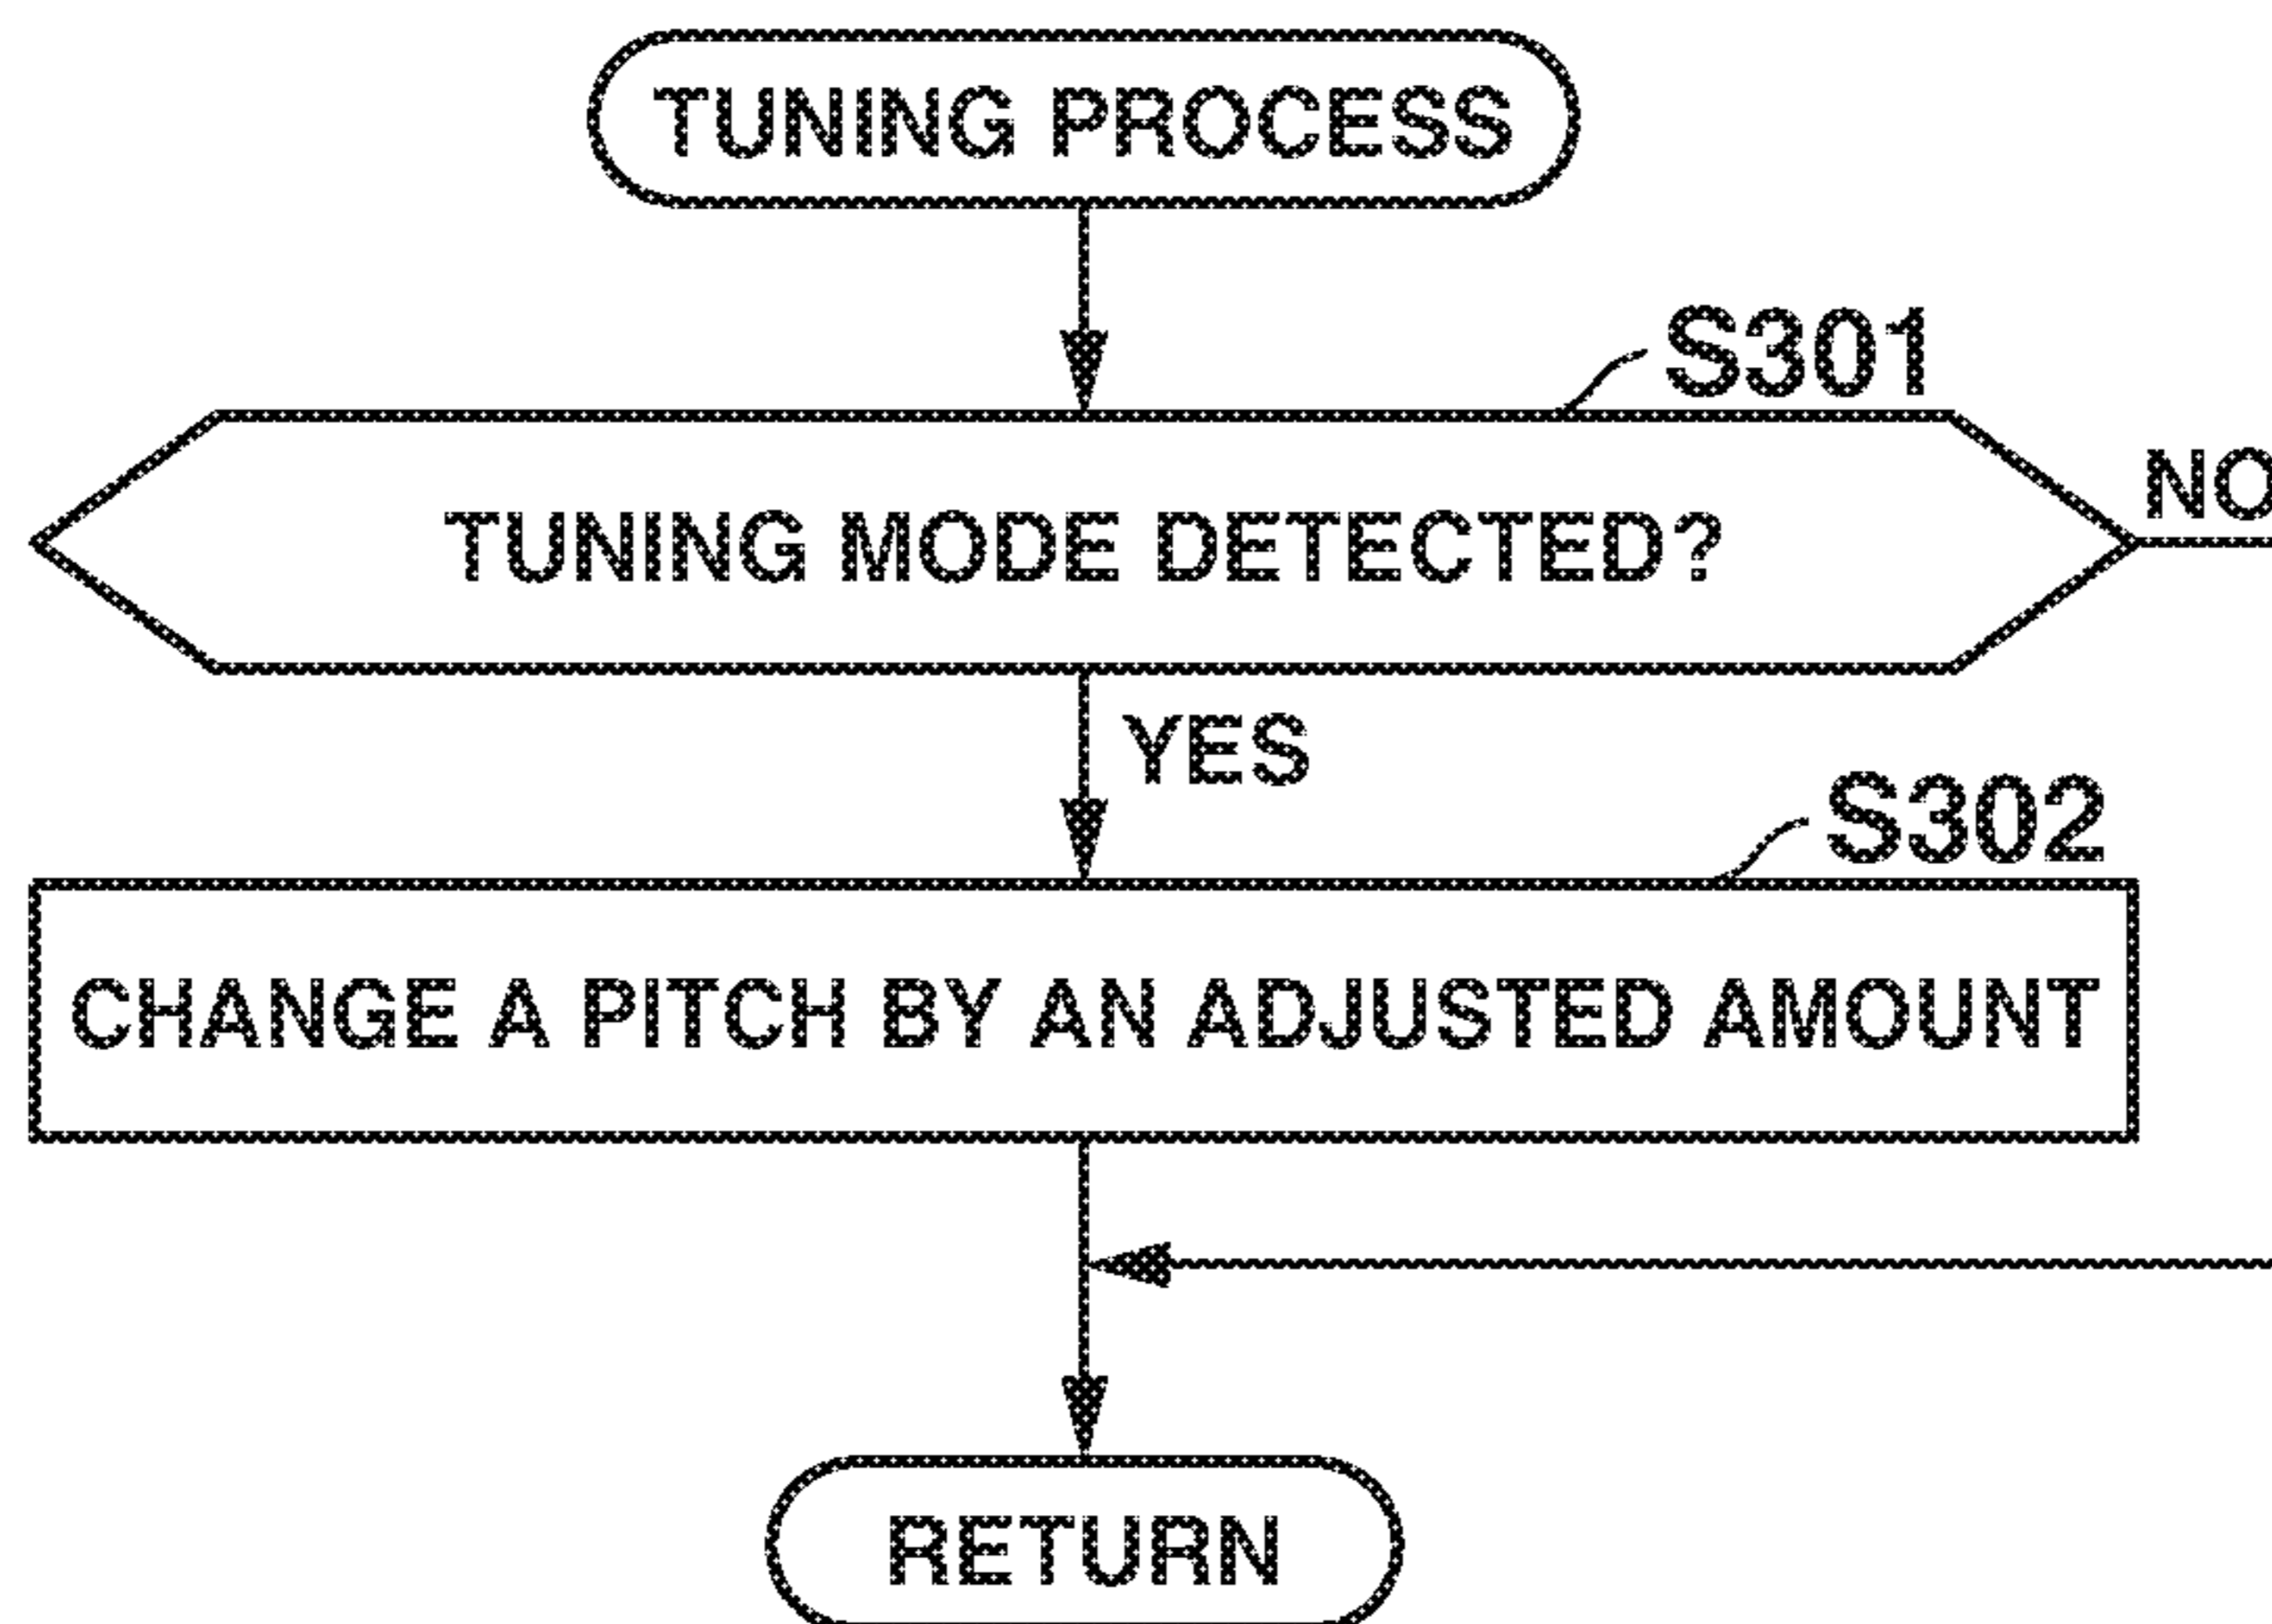 TUNING PROCESS
S301
TUNING MODE DETECTED?
NO
YES
S302
CHANGE A PITCH BY AN ADJUSTED AMOUNT
RETURN